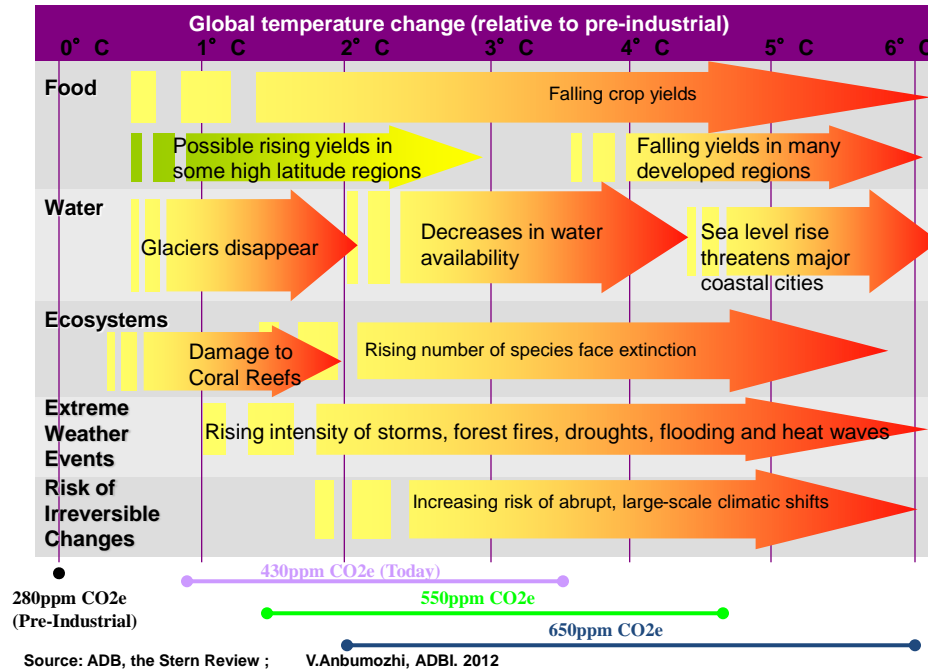 Global temperature change (relative to pre-industrial)
0° C 1° C 2° C 3° C 4° C 5° C 6° C
Food
Falling crop yields
Possible rising yields in
some high latitude regions
Falling yields in many
developed regions
Water
Glaciers disappear
Decreases in water
availability
Sea level rise
threatens major
coastal cities
Ecosystems
Damage to
Coral Reefs
Rising number of species face extinction
Extreme
Weather
Events
Rising intensity of storms, forest fires, droughts, flooding and heat waves
Risk of
Irreversible
Changes
Increasing risk of abrupt, large-scale climatic shifts
280ppm CO2e
(Pre-Industrial)
430ppm CO2e (Today)
550ppm CO2e
650ppm CO2e
Source: ADB, the Stern Review ; V.Anbumozhi, ADBI. 2012